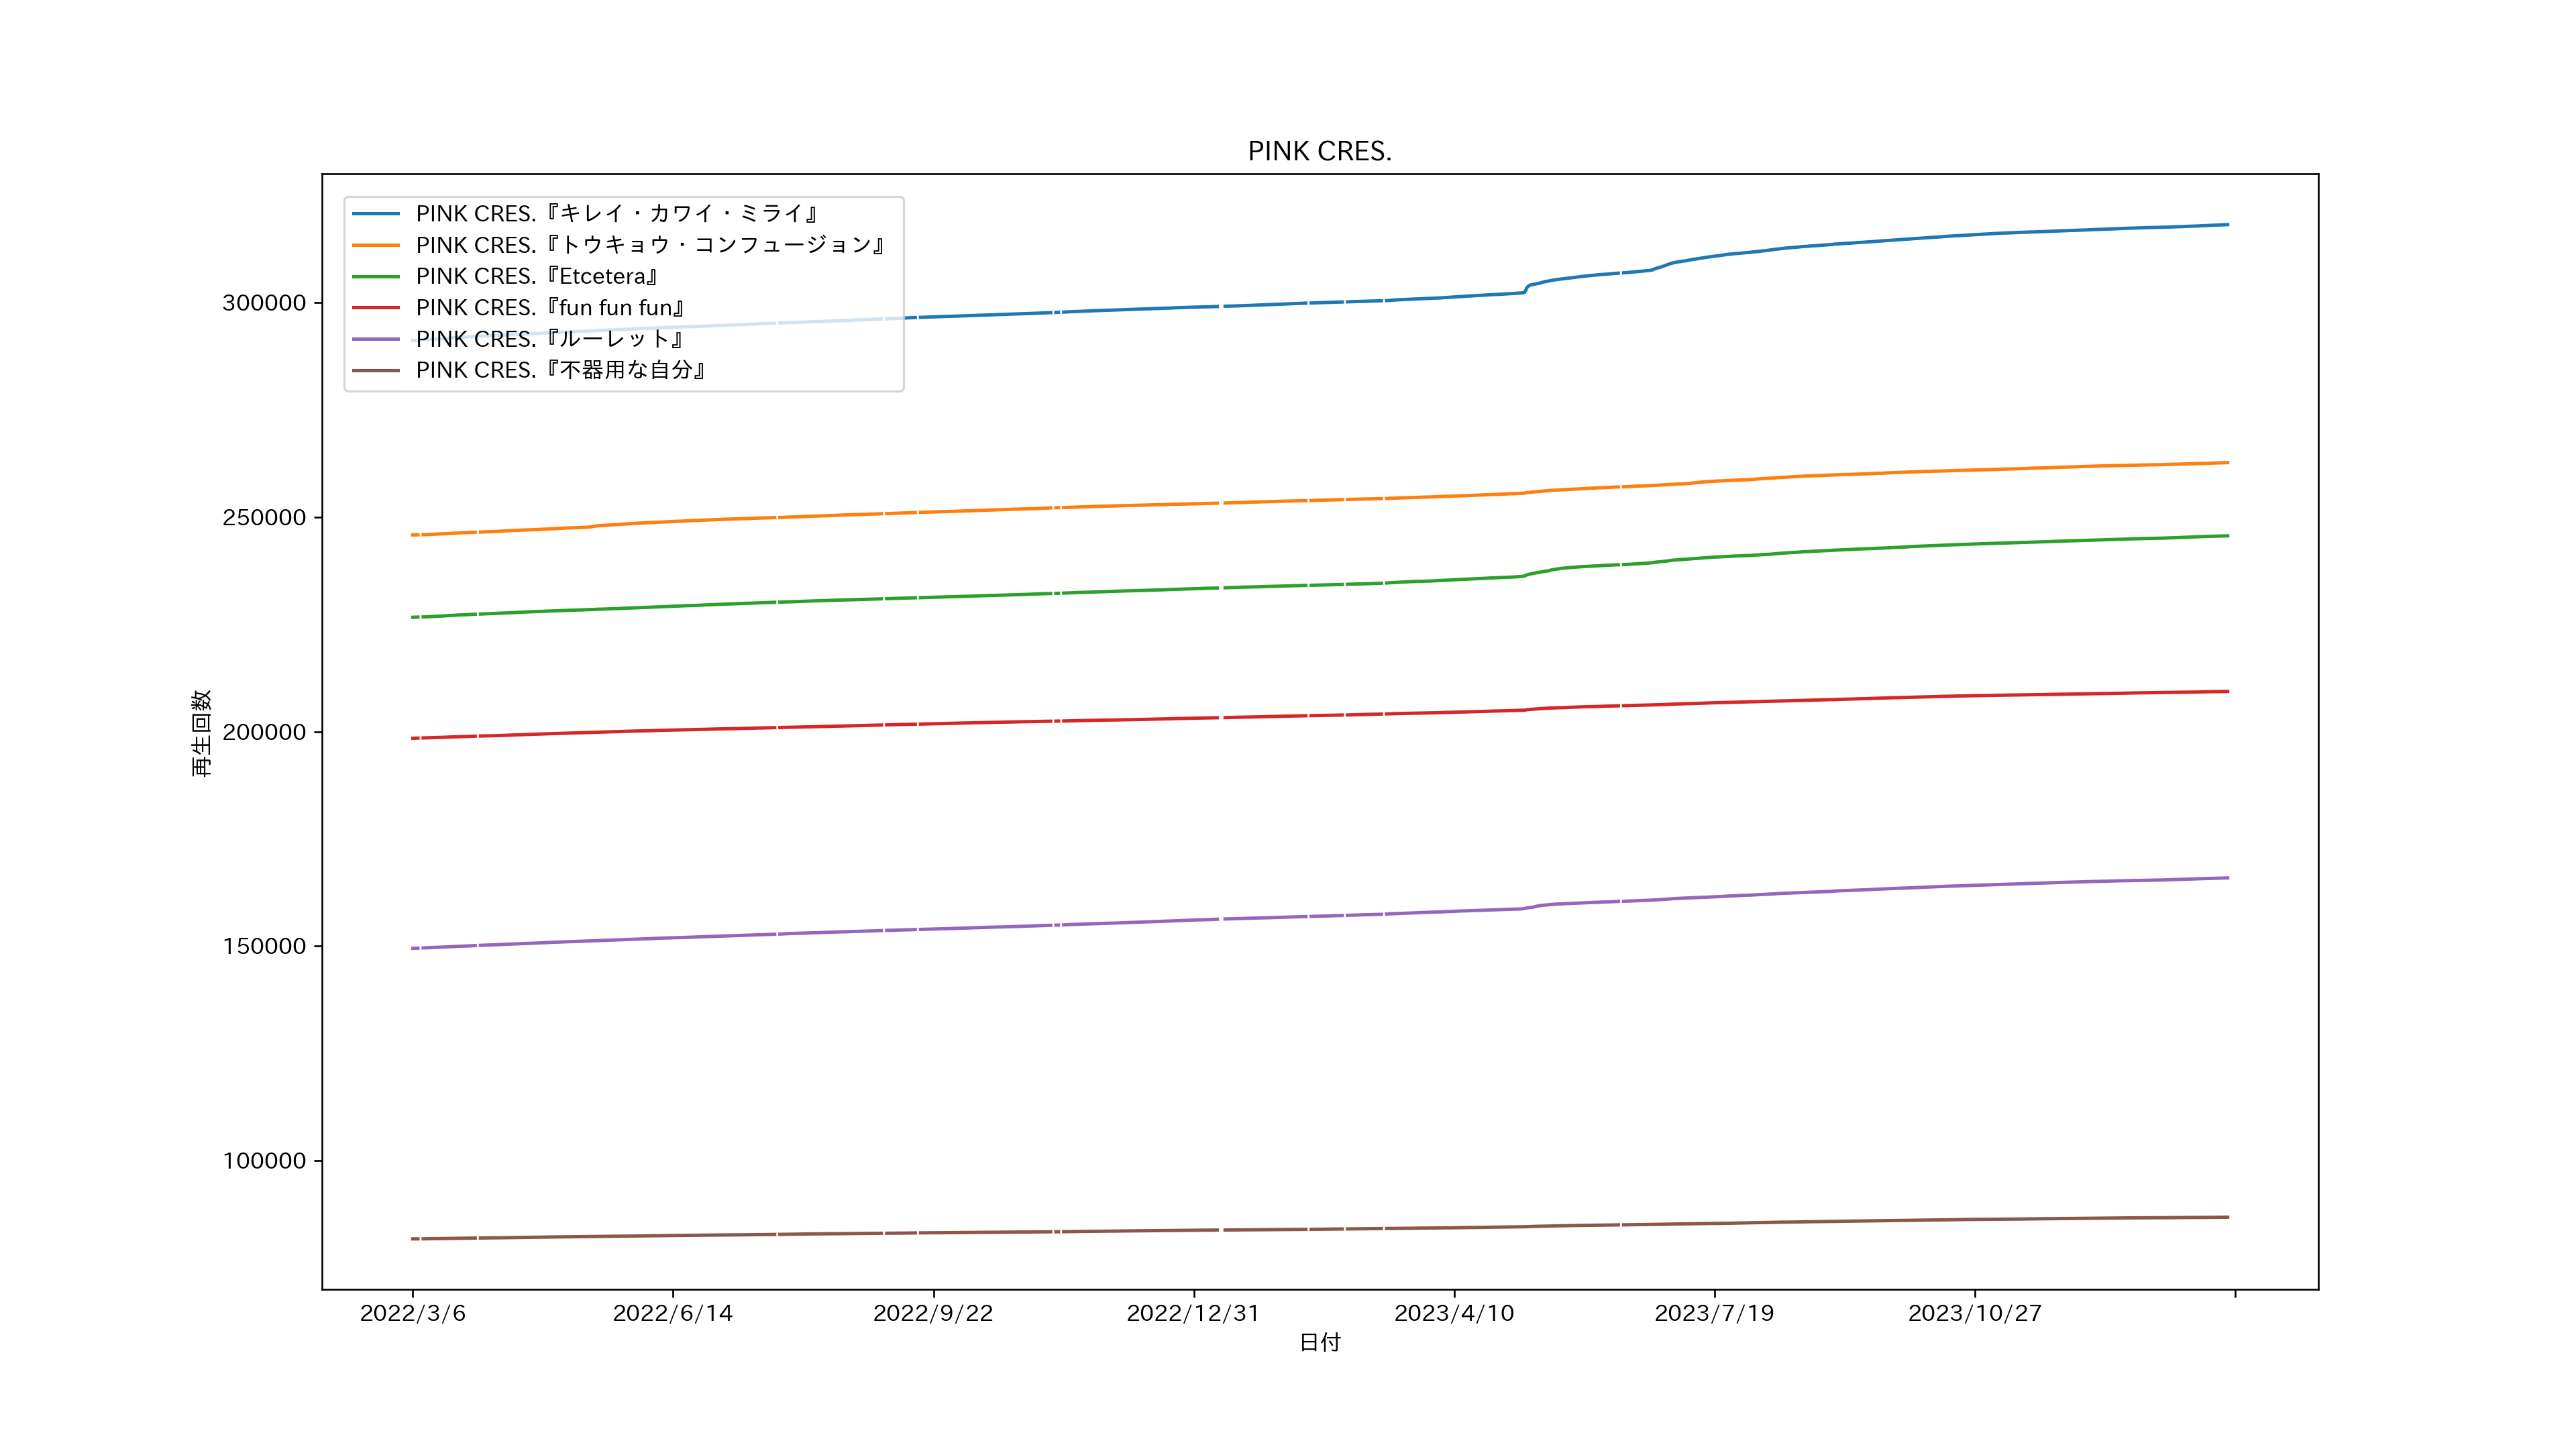 PINK CRES.
PINK CRES.『キレイ・カワイ・ミライ』
PINK CRES.『トウキョウ・コンフュージョン』
PINK CRES.『Etcetera』
PINK CRES.『fun fun fun』
PINK CRES.『ルーレット』
PINK CRES.『不器用な自分』
300000
250000
200000
150000
100000
再生回数
2022/3/6
2022/6/14
2022/9/22
2022/12/31
2023/4/10
2023/7/19
2023/10/27
日付